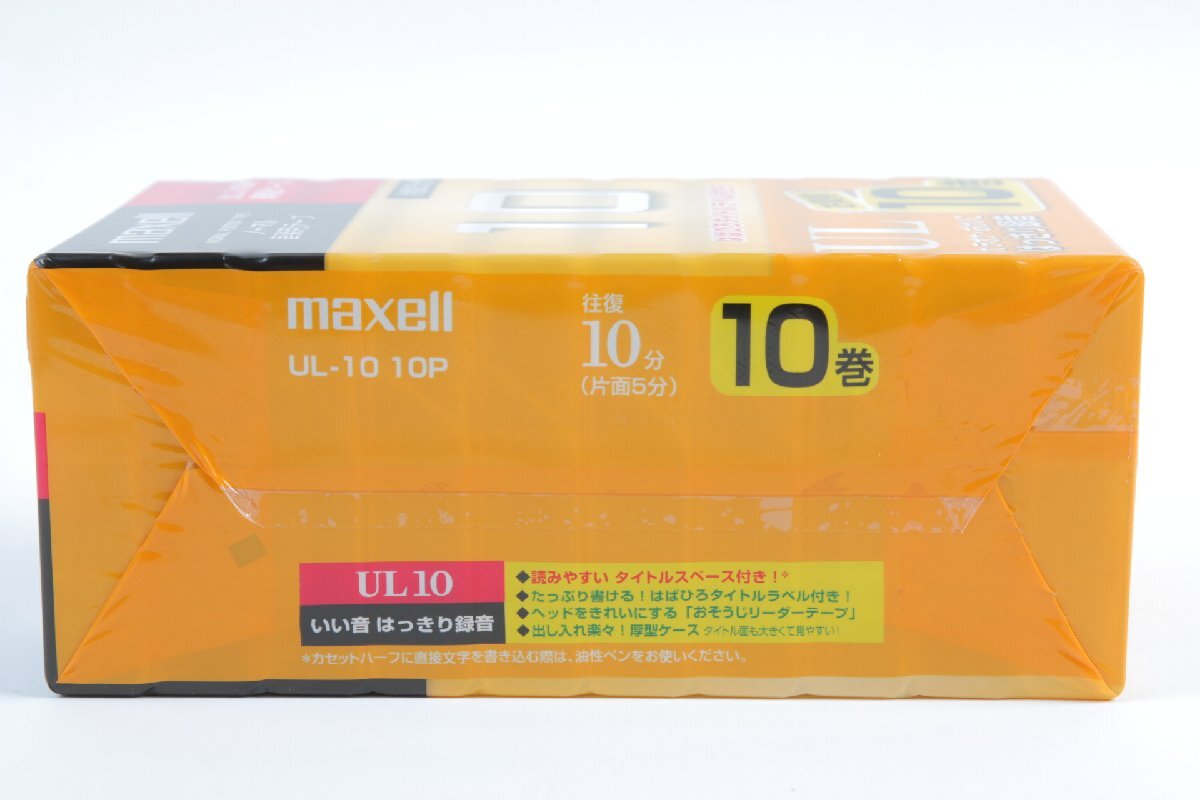 maxell
10
UL
10
maxell
UL-10 10P
往復
10分
(片面5分)
10巻
UL 10
いい音 はっきり録音
◆読みやすい タイトルスペース付き!*
◆たっぷり書ける!はばひろタイトルラベル付き!
◆ヘッドをきれいにする「おそうじリーダーテープ」
◆出し入れ楽々!厚型ケース タイトル面も大きくて見やすい!
*カセットハーフに直接文字を書き込む際は、油性ペンをお使いください。